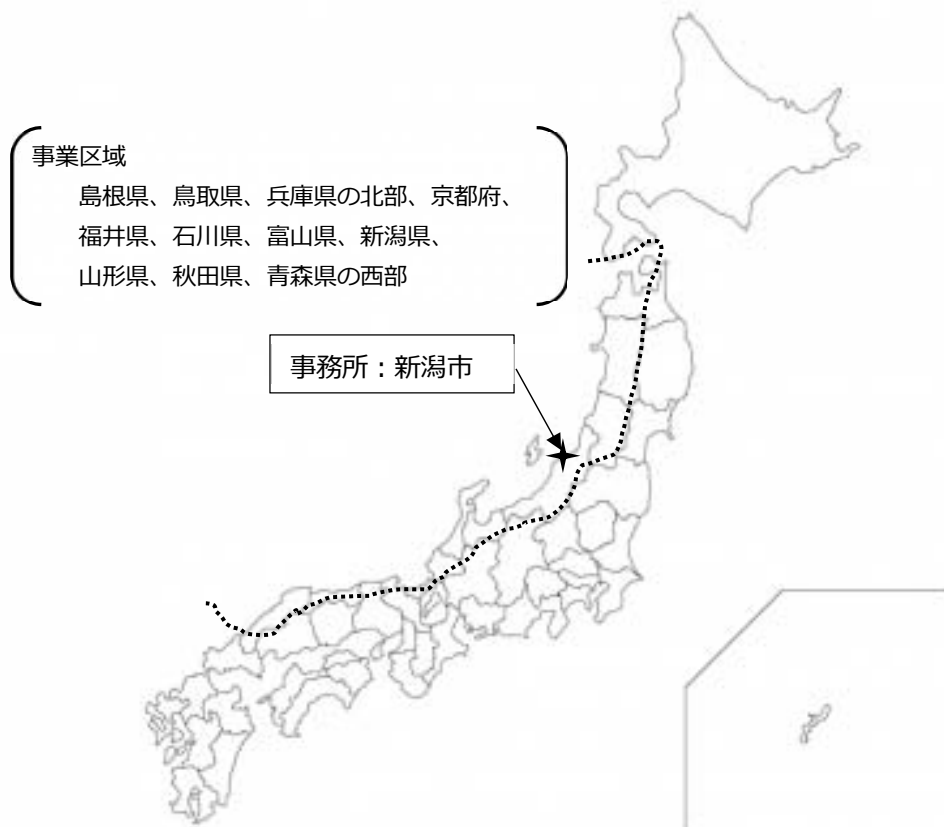 事業区域
島根県、鳥取県、兵庫県の北部、京都府、
福井県、石川県、富山県、新潟県、
山形県、秋田県、青森県の西部
事務所：新潟市